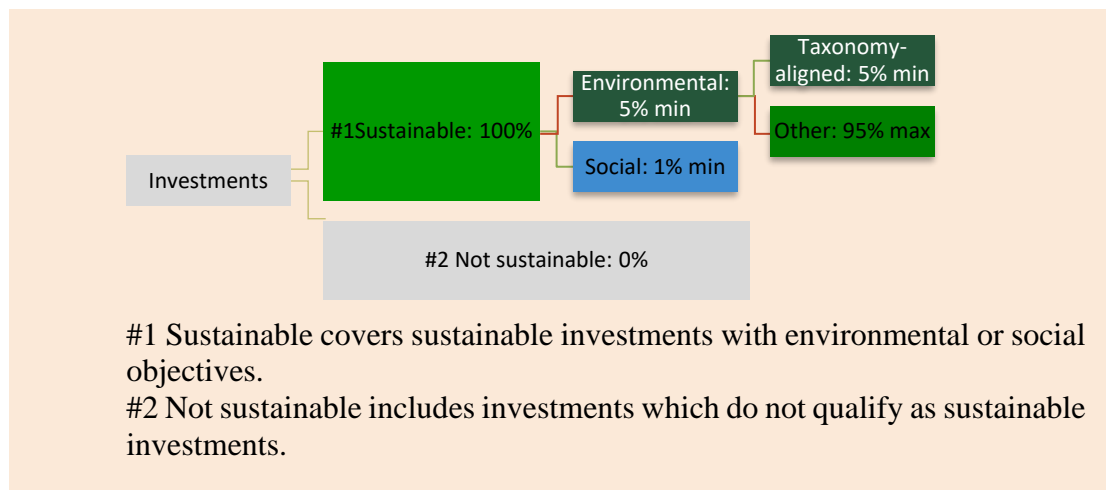 Investments
#1Sustainable: 100%
Environmental:
5% min
Social: 1% min
Taxonomy-
aligned: 5% min
Other: 95% max
#2 Not sustainable: 0%
#1 Sustainable covers sustainable investments with environmental or social
objectives.
#2 Not sustainable includes investments which do not qualify as sustainable
investments.